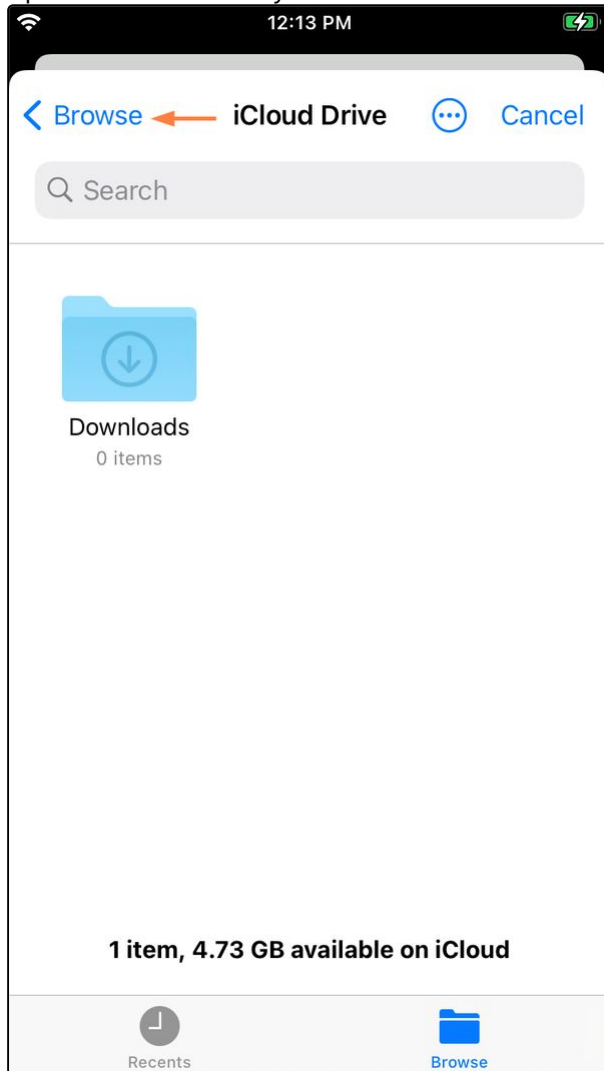 12:13 PM
Browse iCloud Drive Cancel
Search
Downloads
0 items
1 item, 4.73 GB available on iCloud
Recents Browse